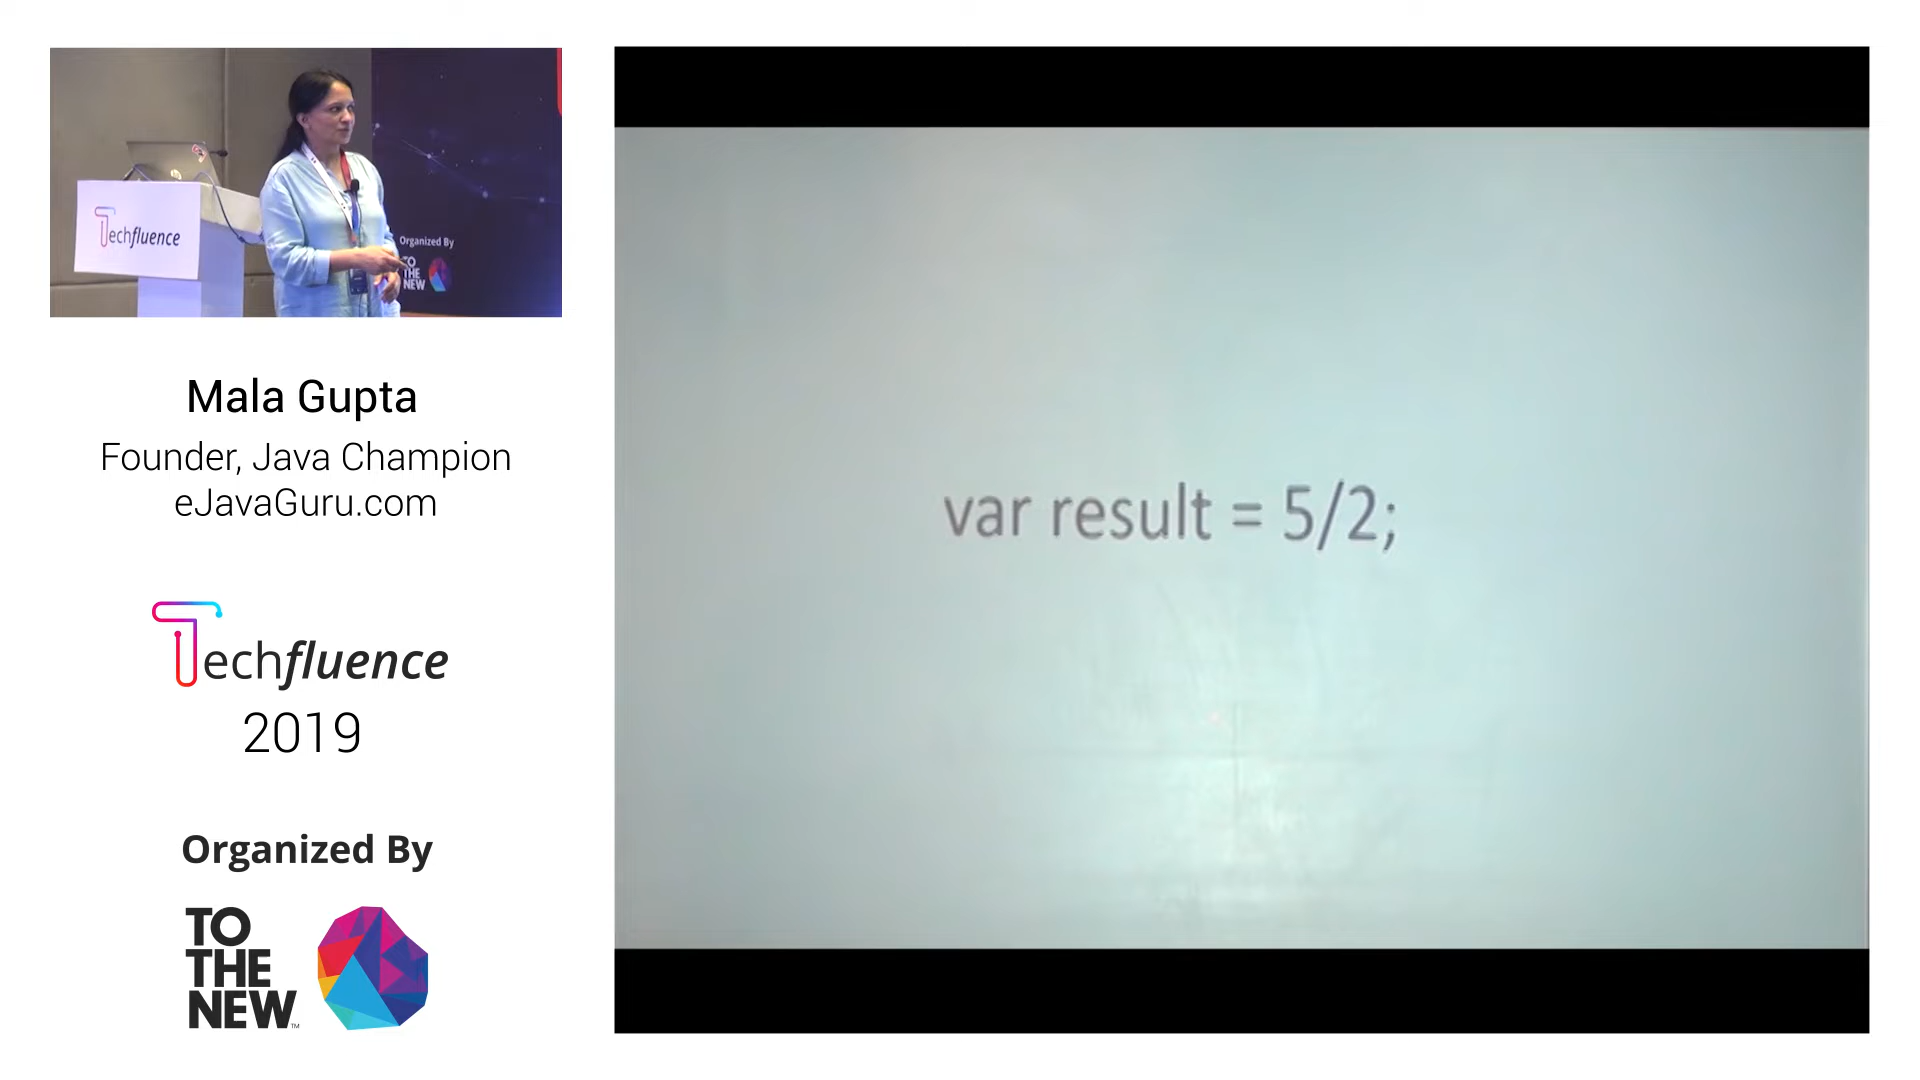 Techfluence
Organized By
TO
THE
NEW
Mala Gupta
Founder, Java Champion
eJavaGuru.com
Techfluence
2019
Organized By
TO
THE
NEW™
var result = 5/2;